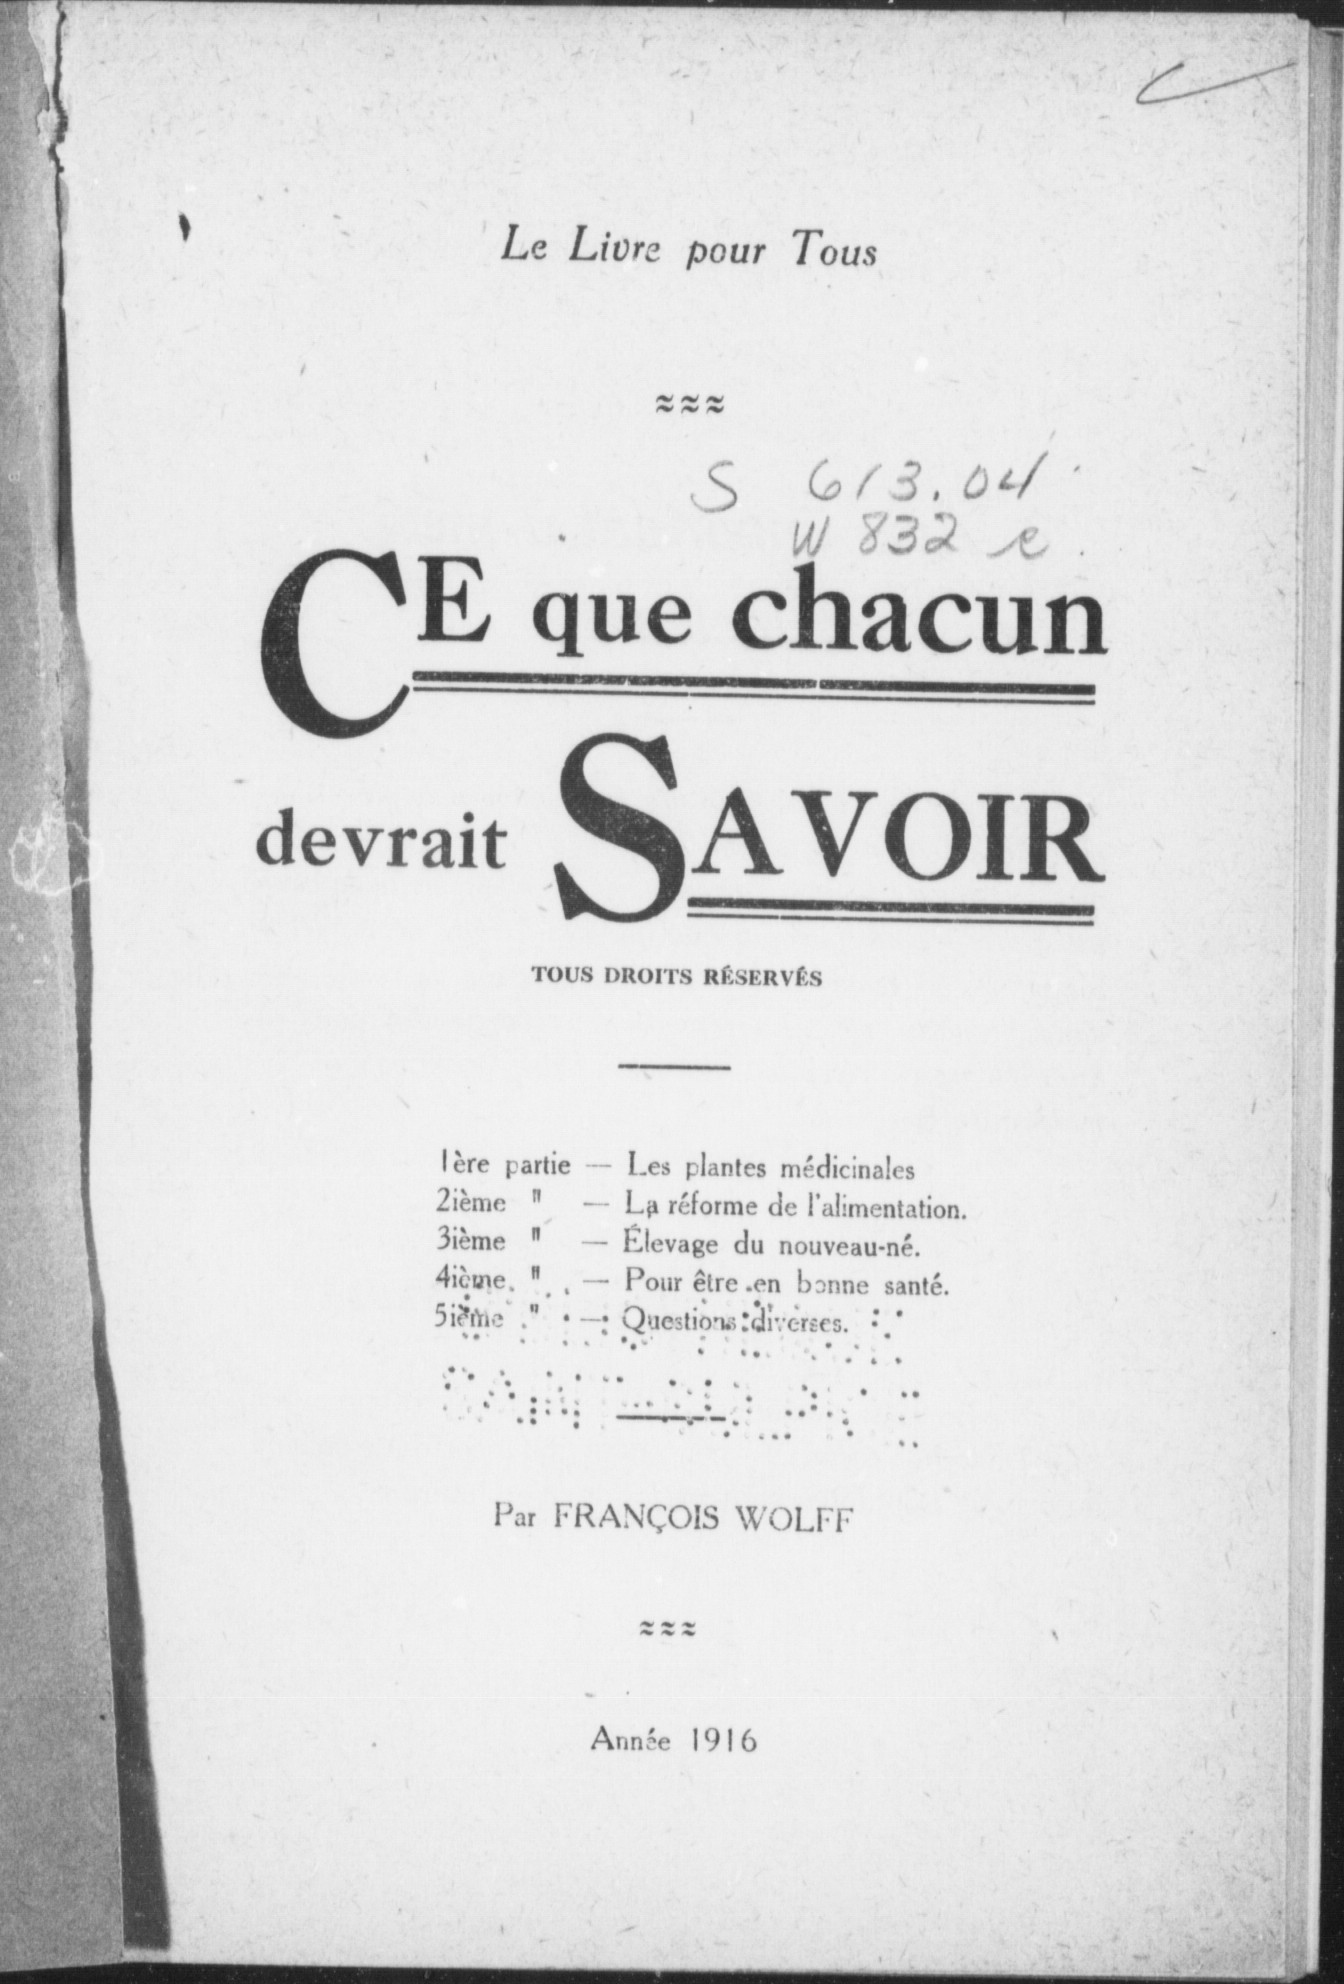 Le Livre pour Tous
S 613.04
W 832 c
CE que chacun
devrait SAVOIR
TOUS DROITS RÉSERVÉS
1ère partie — Les plantes médicinales
2ième " — La réforme de l'alimentation.
3ième " — Élevage du nouveau-né.
4ième " — Pour être en bonne santé.
5ième " — Questions diverses.
Par FRANÇOIS WOLFF
Année 1916